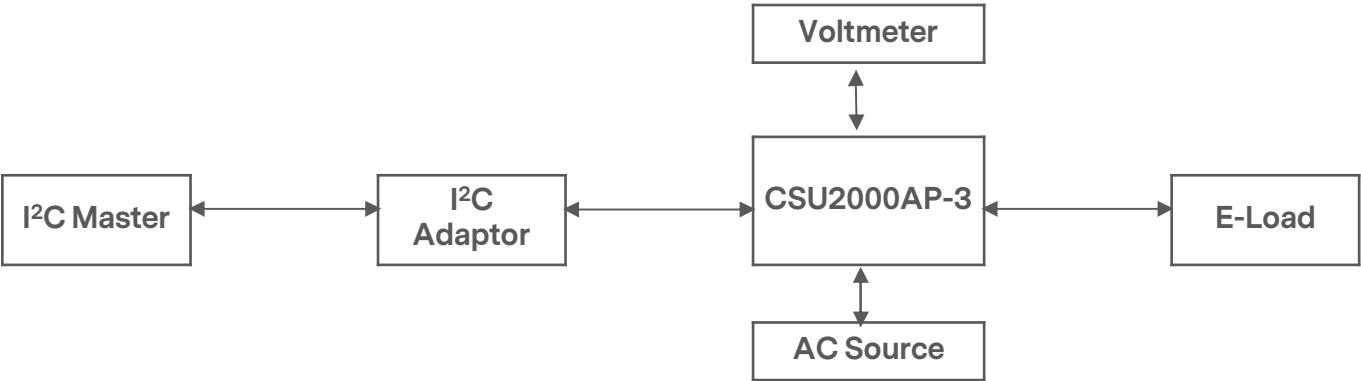 Voltmeter
I²C Master
I²C
Adaptor
CSU2000AP-3
E-Load
AC Source